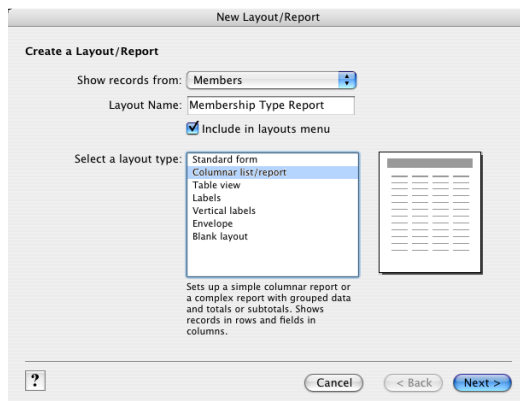 New Layout/Report
Create a Layout/Report
Show records from: Members
Layout Name: Membership Type Report
Include in layouts menu
Select a layout type: Standard form
Columnar list/report
Table view
Labels
Vertical labels
Envelope
Blank layout
Sets up a simple columnar report or
a complex report with grouped data
and totals or subtotals. Shows
records in rows and fields in
columns.
? Cancel < Back Next >